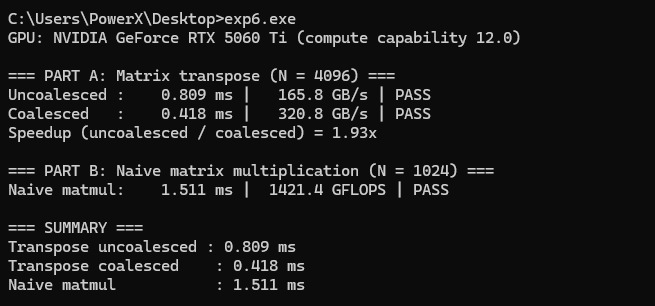 C:\Users\PowerX\Desktop>exp6.exe
GPU: NVIDIA GeForce RTX 5060 Ti (compute capability 12.0)

=== PART A: Matrix transpose (N = 4096) ===
Uncoalesced :    0.809 ms |   165.8 GB/s | PASS
Coalesced   :    0.418 ms |   320.8 GB/s | PASS
Speedup (uncoalesced / coalesced) = 1.93x

=== PART B: Naive matrix multiplication (N = 1024) ===
Naive matmul:    1.511 ms |  1421.4 GFLOPS | PASS

=== SUMMARY ===
Transpose uncoalesced : 0.809 ms
Transpose coalesced    : 0.418 ms
Naive matmul           : 1.511 ms